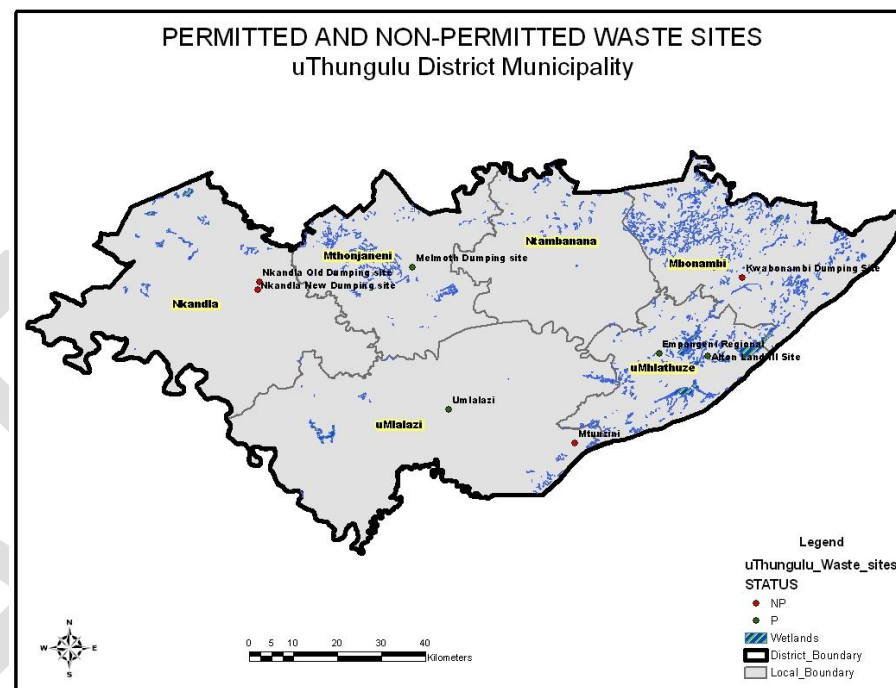 PERMITTED AND NON-PERMITTED WASTE SITES
uThungulu District Municipality
Ntambanana
Mthonjaneni
Melmoth Dumping site
Mbonambi
Nkandla Old Dumping site
Kwabonambi Dumping Site
Nkandla New Dumping site
Nkandla
Empangeni Regional
Alton Landfill Site
uMhlathuze
Umlalazi
uMlalazi
Mtunzini
Legend
uThungulu_Waste_sites
STATUS
NP
P
Wetlands
District_Boundary
Local_Boundary
N
W E
S
0 5 10 20 30 40
Kilometers